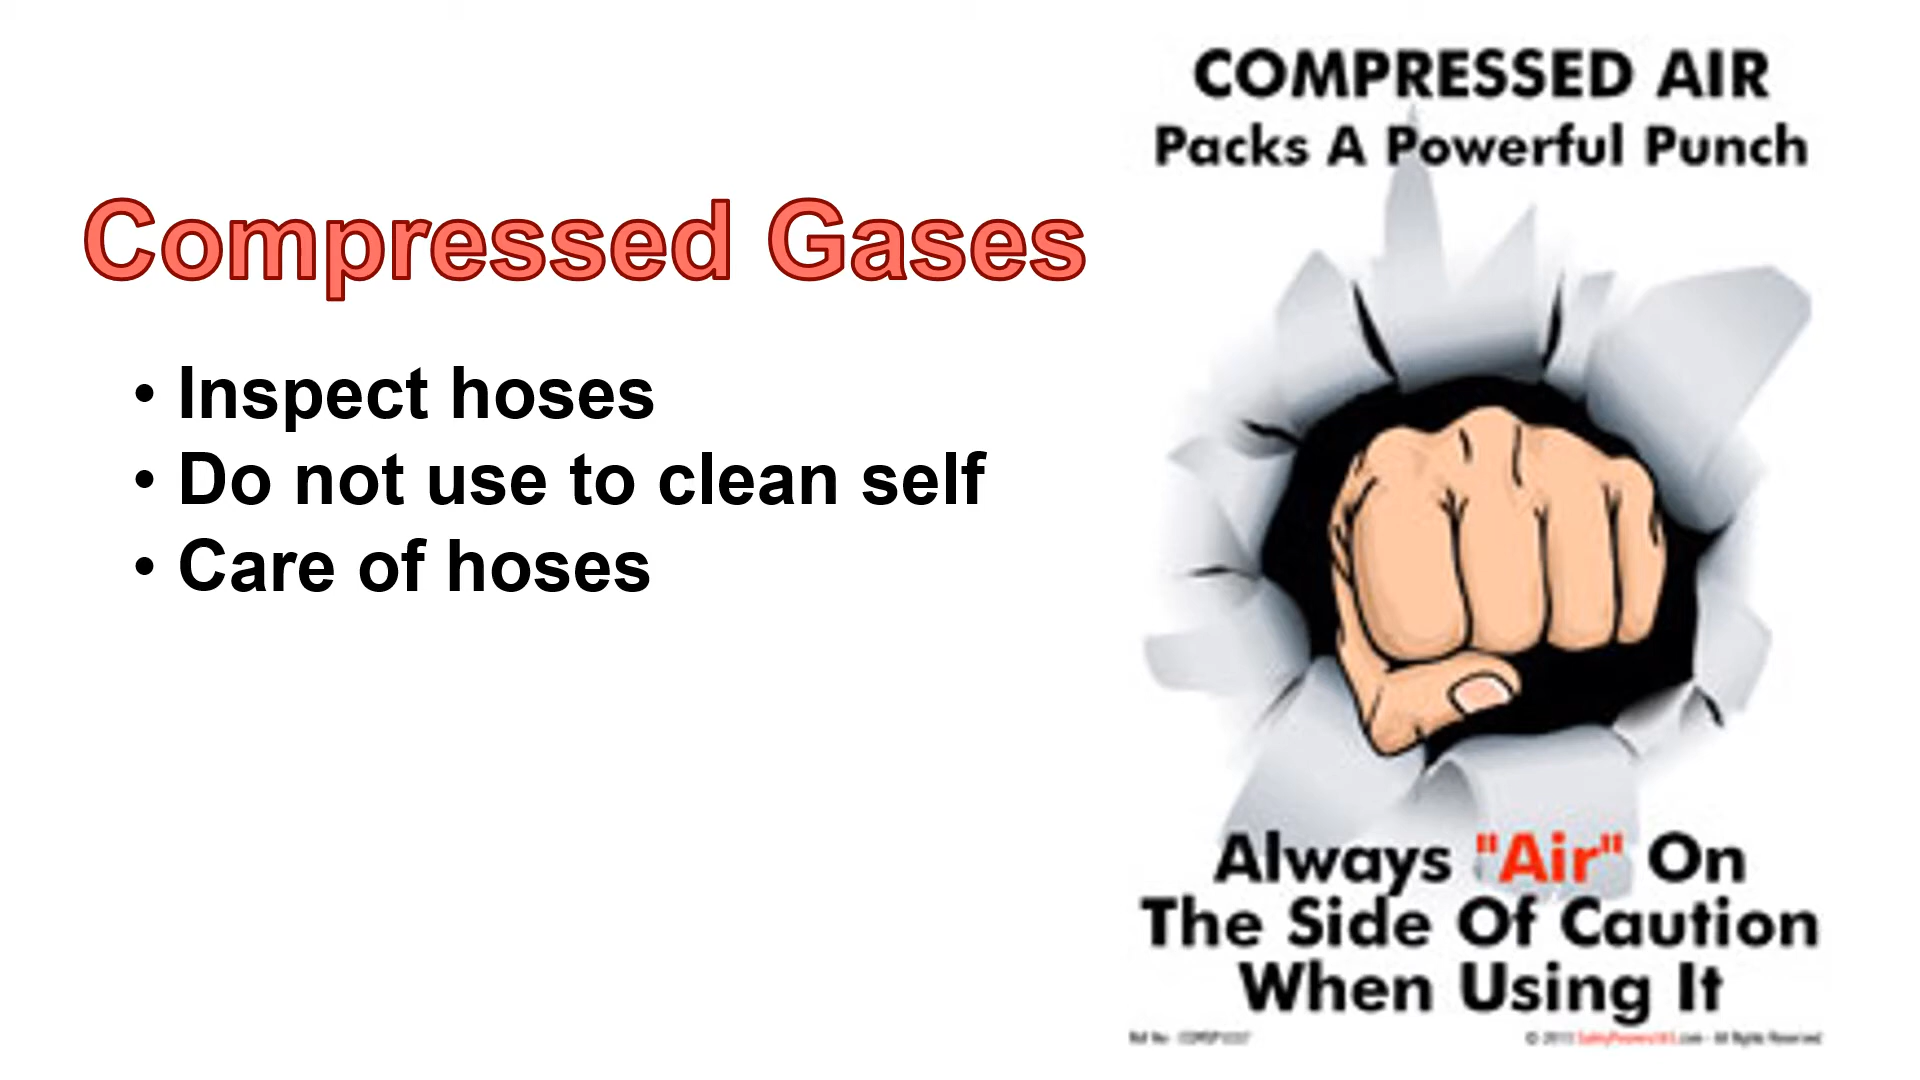 Compressed Gases
• Inspect hoses
• Do not use to clean self
• Care of hoses
COMPRESSED AIR
Packs A Powerful Punch
Always "Air" On
The Side Of Caution
When Using It